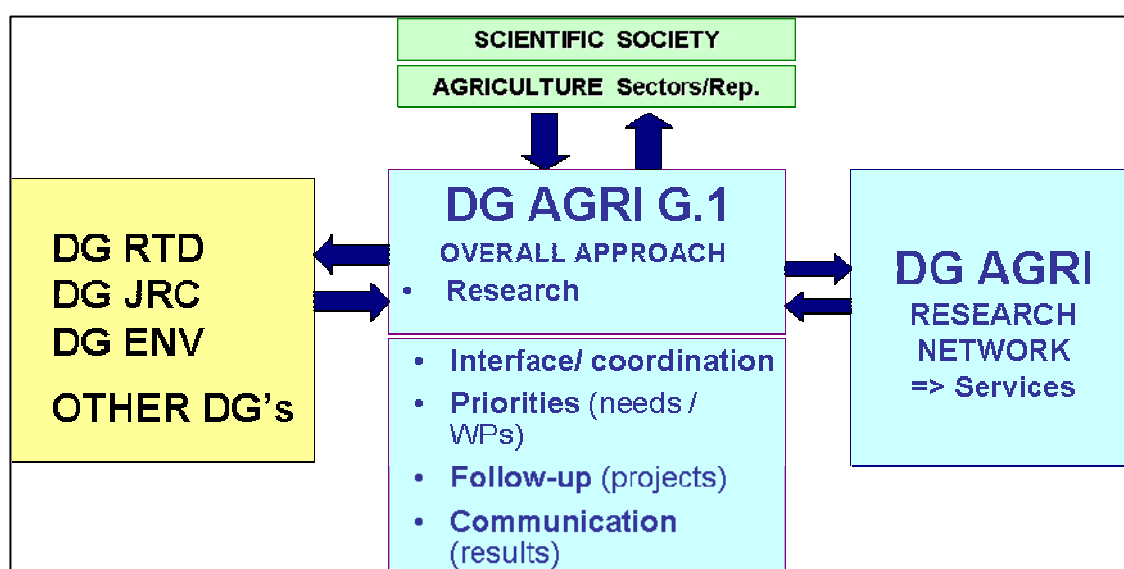 SCIENTIFIC SOCIETY
AGRICULTURE Sectors/Rep.
DG RTD
DG JRC
DG ENV
OTHER DG's
DG AGRI G.1
OVERALL APPROACH
• Research
• Interface/ coordination
• Priorities (needs /
WPs)
• Follow-up (projects)
• Communication
(results)
DG AGRI
RESEARCH
NETWORK
=> Services